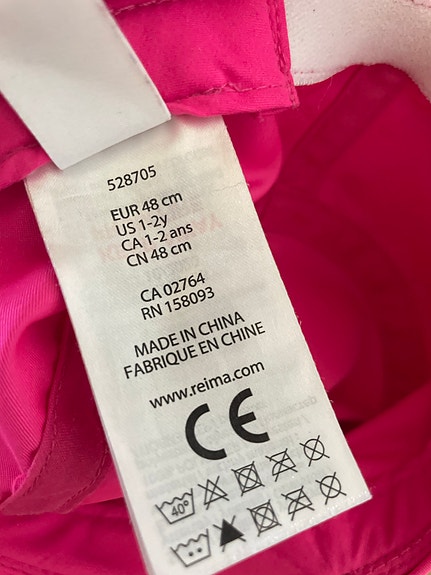 528705
EUR 48 cm
US 1-2y
CA 1-2 ans
CN 48 cm
CA 02764
RN 158093
MADE IN CHINA
FABRIQUE EN CHINE
www.reima.com
CE
40°